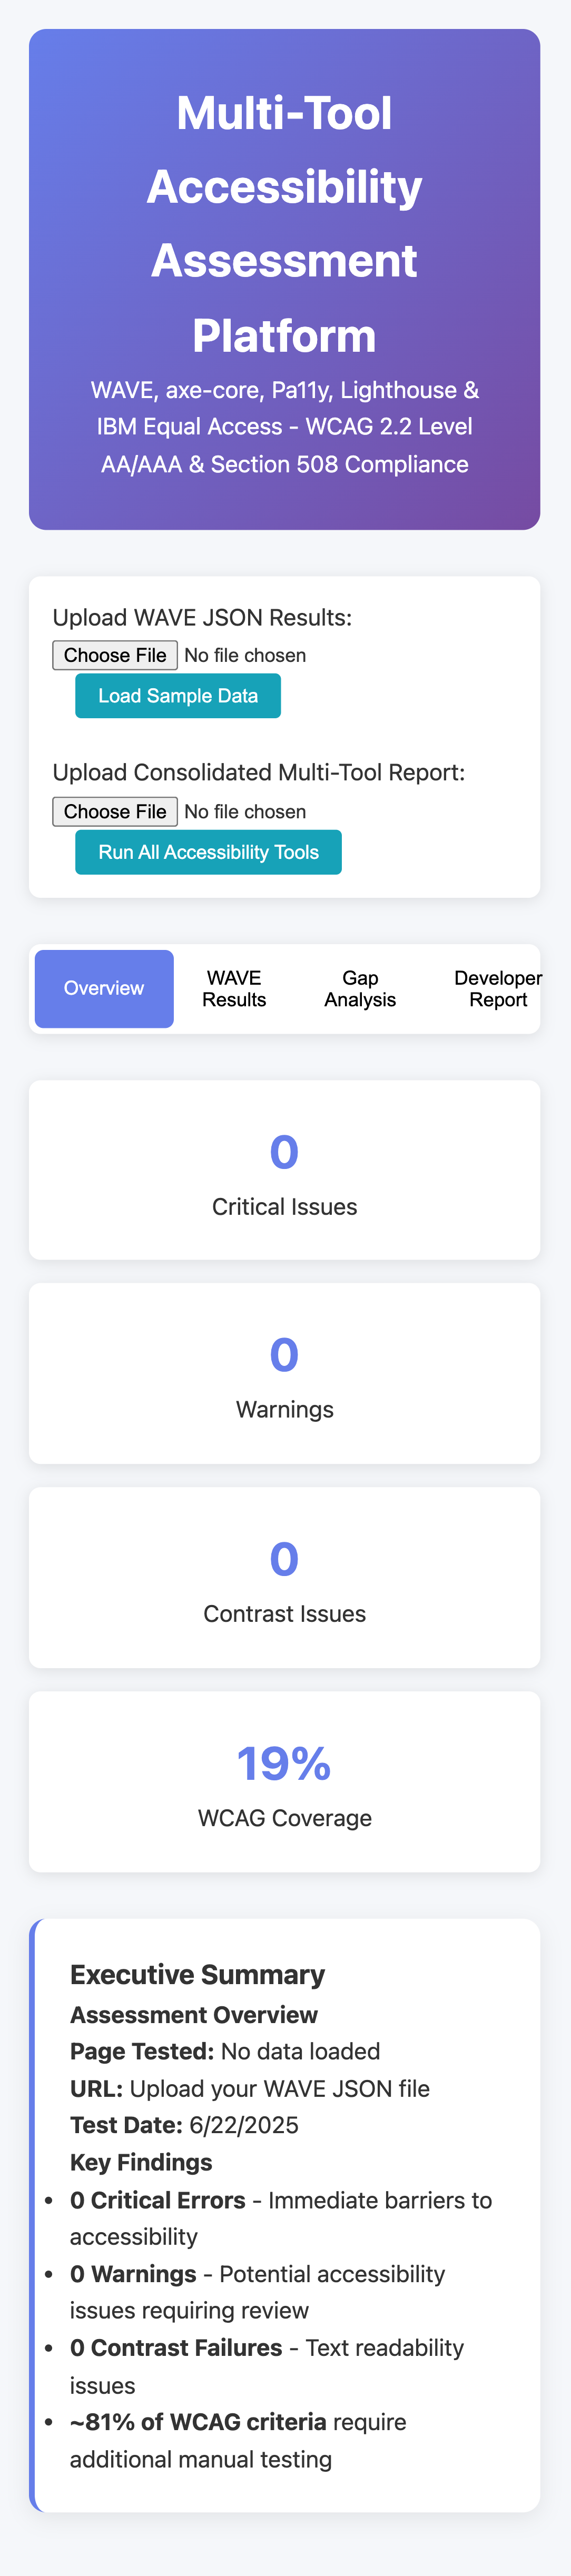 Multi-Tool
Accessibility
Assessment
Platform
WAVE, axe-core, Pa11y, Lighthouse &
IBM Equal Access - WCAG 2.2 Level
AA/AAA & Section 508 Compliance
Upload WAVE JSON Results:
Choose File No file chosen
Load Sample Data
Upload Consolidated Multi-Tool Report:
Choose File No file chosen
Run All Accessibility Tools
Overview
WAVE
Results
Gap
Analysis
Developer
Report
0
Critical Issues
0
Warnings
0
Contrast Issues
19%
WCAG Coverage
Executive Summary
Assessment Overview
Page Tested: No data loaded
URL: Upload your WAVE JSON file
Test Date: 6/22/2025
Key Findings
• 0 Critical Errors - Immediate barriers to
accessibility
• 0 Warnings - Potential accessibility
issues requiring review
• 0 Contrast Failures - Text readability
issues
• ~81% of WCAG criteria require
additional manual testing